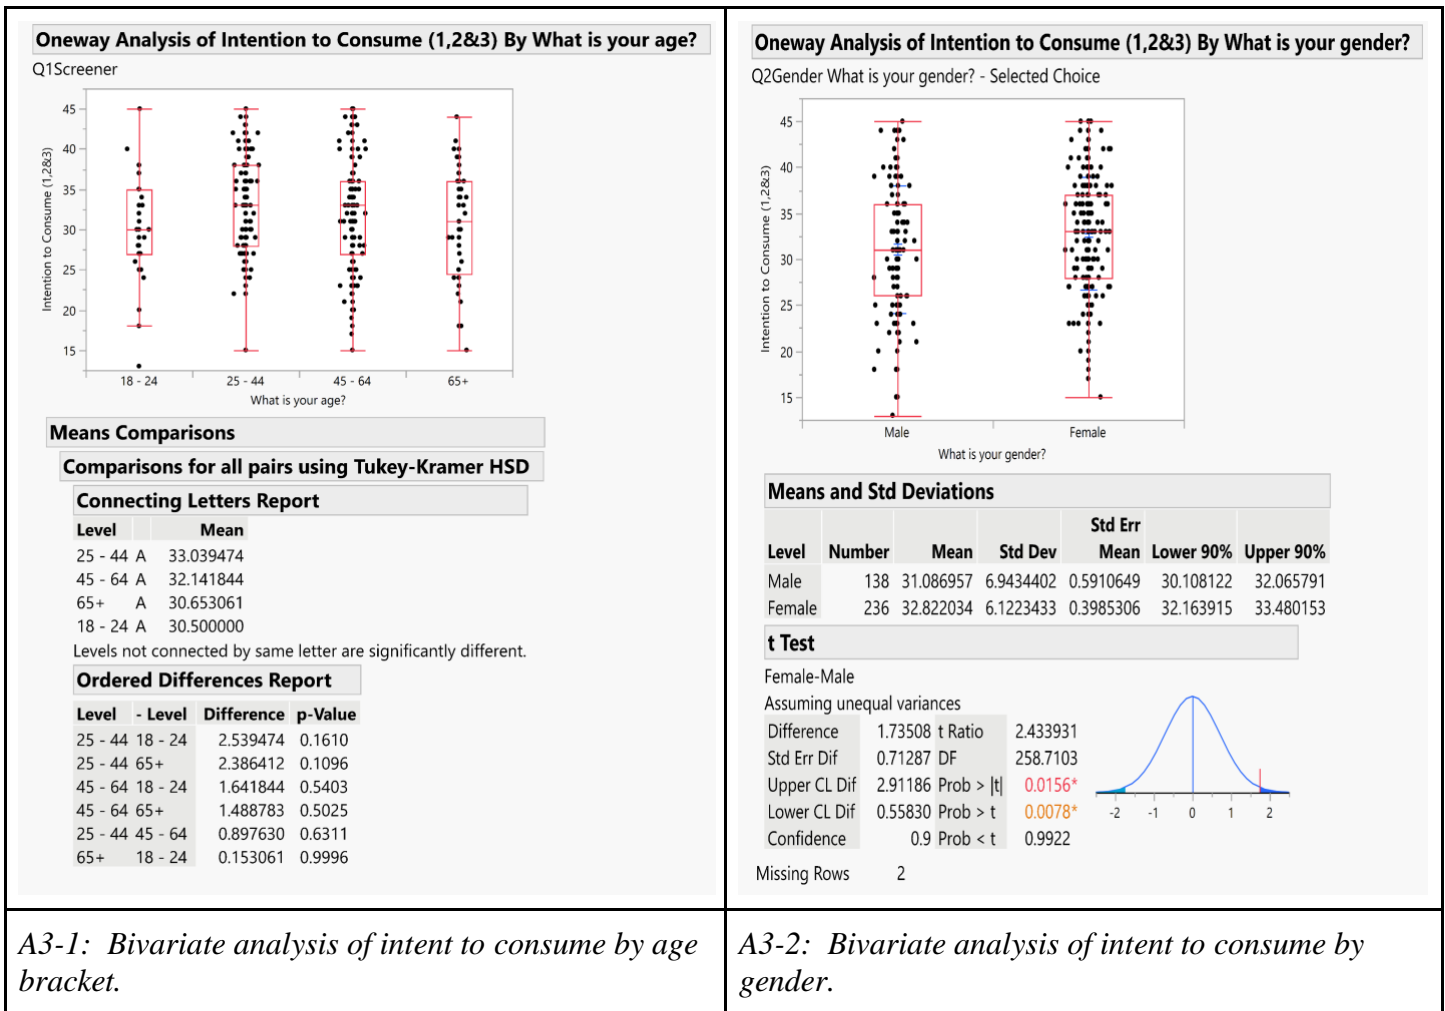 Oneway Analysis of Intention to Consume (1,2&3) By What is your age?
Q1Screener
Intention to Consume (1,2&3)
45
40
35
30
25
20
15
18 - 24 25 - 44 45 - 64 65+
What is your age?
Means Comparisons
Comparisons for all pairs using Tukey-Kramer HSD
Connecting Letters Report
Level Mean
25 - 44 A 33.039474
45 - 64 A 32.141844
65+ A 30.653061
18 - 24 A 30.500000
Levels not connected by same letter are significantly different.
Ordered Differences Report
Level - Level Difference p-Value
25 - 44 18 - 24 2.539474 0.1610
25 - 44 65+ 2.386412 0.1096
45 - 64 18 - 24 1.641844 0.5403
45 - 64 65+ 1.488783 0.5025
25 - 44 45 - 64 0.897630 0.6311
65+ 18 - 24 0.153061 0.9996
A3-1: Bivariate analysis of intent to consume by age
bracket.
Oneway Analysis of Intention to Consume (1,2&3) By What is your gender?
Q2Gender What is your gender? - Selected Choice
Intention to Consume (1,2&3)
45
40
35
30
25
20
15
Male Female
What is your gender?
Means and Std Deviations
Std Err
Level Number Mean Std Dev Mean Lower 90% Upper 90%
Male 138 31.086957 6.9434402 0.5910649 30.108122 32.065791
Female 236 32.822034 6.1223433 0.3985306 32.163915 33.480153
t Test
Female-Male
Assuming unequal variances
Difference 1.73508 t Ratio 2.433931
Std Err Dif 0.71287 DF 258.7103
Upper CL Dif 2.91186 Prob > |t| 0.0156*
Lower CL Dif 0.55830 Prob > t 0.0078*
Confidence 0.9 Prob < t 0.9922
-2 -1 0 1 2
Missing Rows 2
A3-2: Bivariate analysis of intent to consume by
gender.